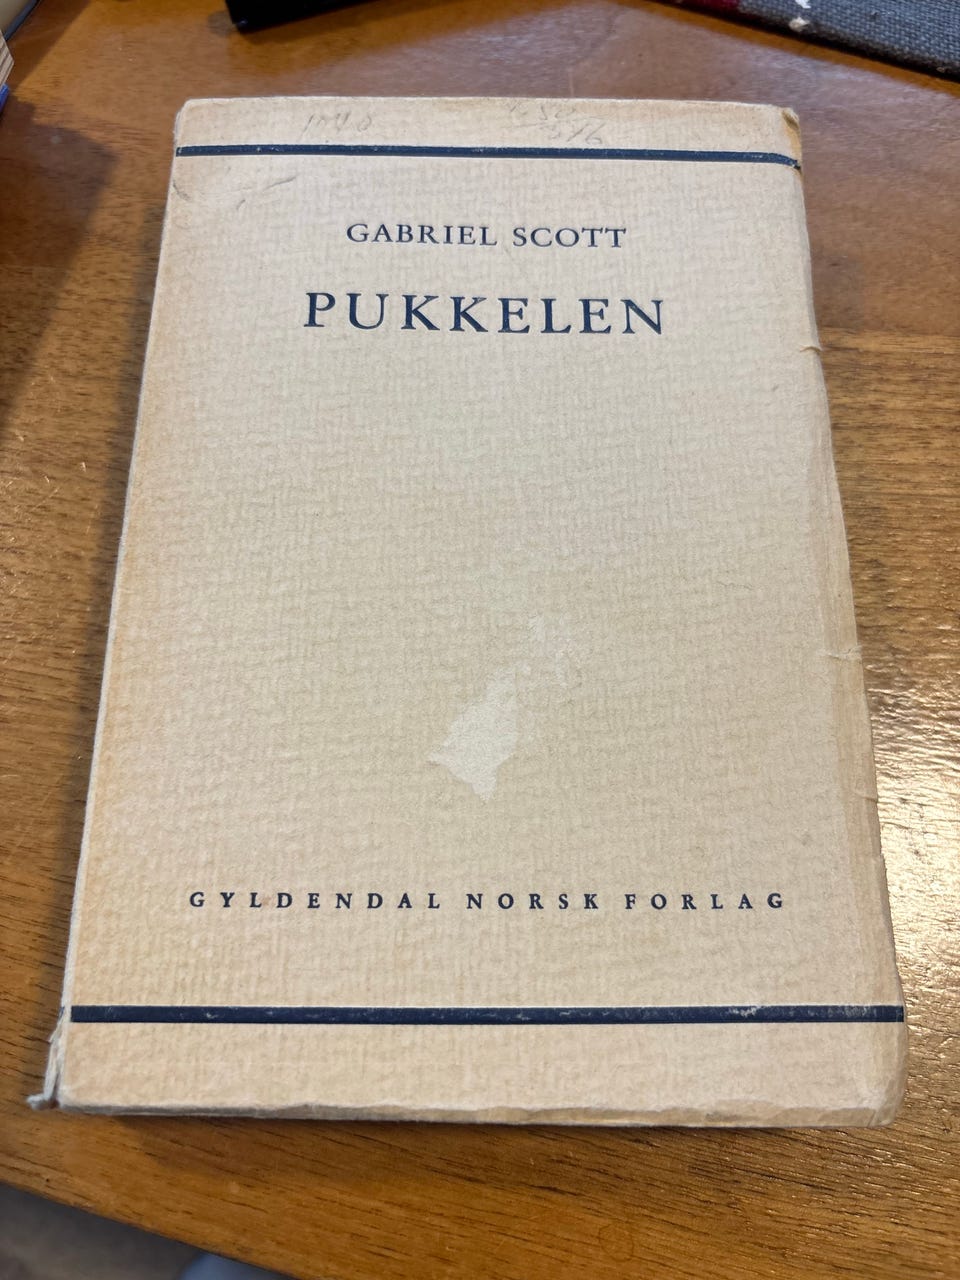 GABRIEL SCOTT
PUKKELEN
GYLDENDAL NORSK FORLAG